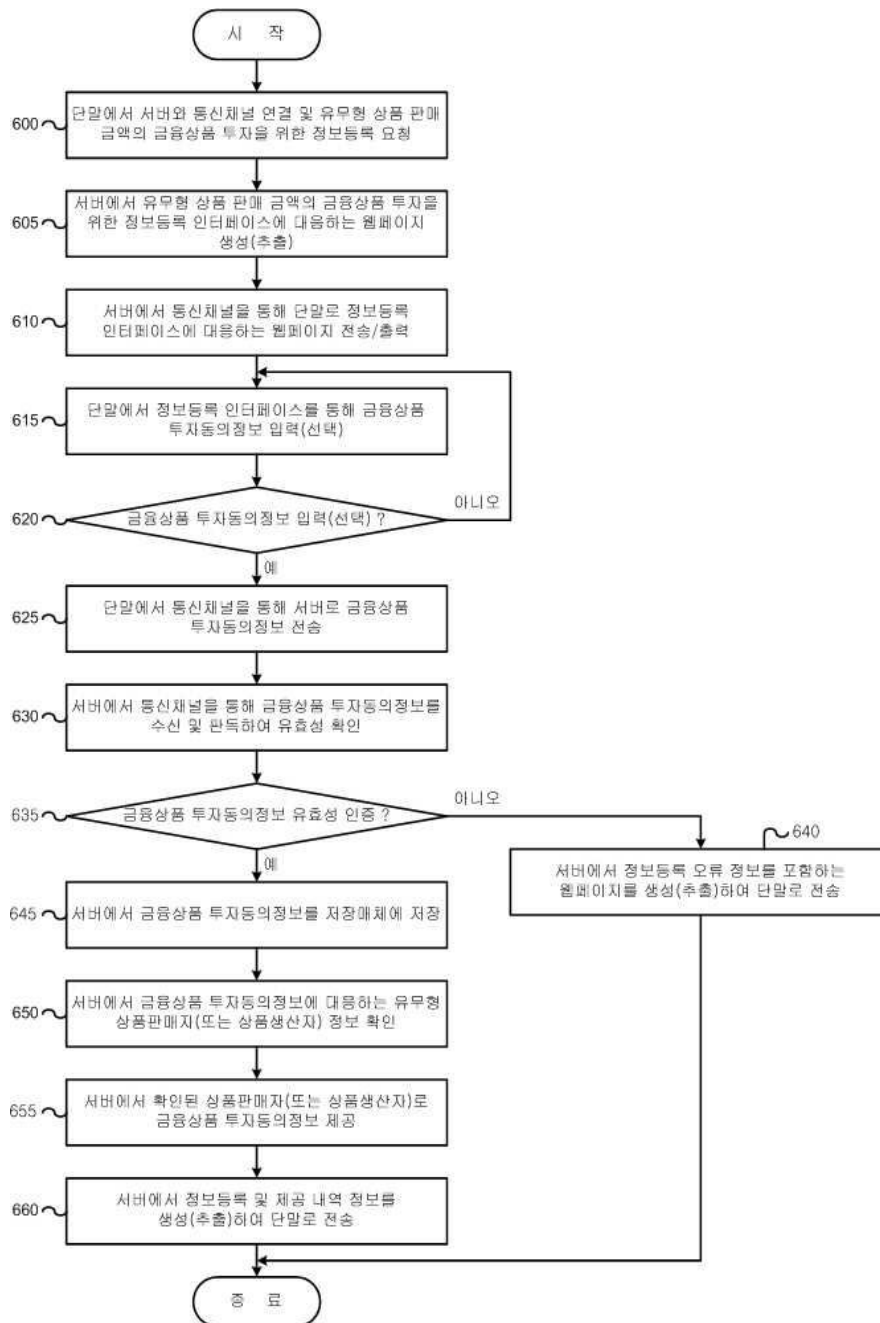 시 작
600
단말에서 서버와 통신채널 연결 및 유무형 상품 판매
금액의 금융상품 투자을 위한 정보등록 요청
605
서버에서 유무형 상품 판매 금액의 금융상품 투자을
위한 정보등록 인터페이스에 대응하는 웹페이지
생성(추출)
610
서버에서 통신채널을 통해 단말로 정보등록
인터페이스에 대응하는 웹페이지 전송/출력
615
단말에서 정보등록 인터페이스를 통해 금융상품
투자동의정보 입력(선택)
아니오
620
금융상품 투자동의정보 입력(선택) ?
예
625
단말에서 통신채널을 통해 서버로 금융상품
투자동의정보 전송
630
서버에서 통신채널을 통해 금융상품 투자동의정보를
수신 및 판독하여 유효성 확인
아니오
635
금융상품 투자동의정보 유효성 인증 ?
예
640
서버에서 정보등록 오류 정보를 포함하는
웹페이지를 생성(추출)하여 단말로 전송
645
서버에서 금융상품 투자동의정보를 저장매체에 저장
650
서버에서 금융상품 투자동의정보에 대응하는 유무형
상품판매자(또는 상품생산자) 정보 확인
655
서버에서 확인된 상품판매자(또는 상품생산자)로
금융상품 투자동의정보 제공
660
서버에서 정보등록 및 제공 내역 정보를
생성(추출)하여 단말로 전송
종 료